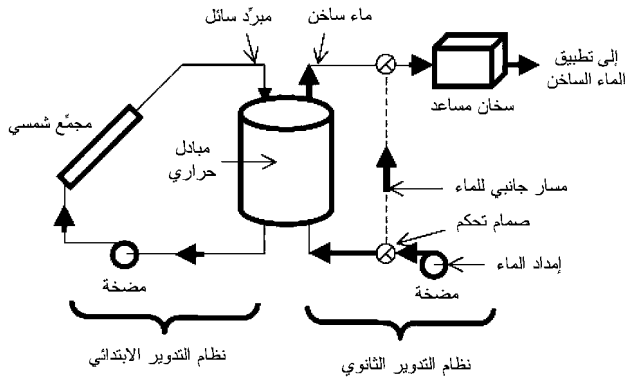 مبرِّد سائل
ماء ساخن
إلى تطبيق
الماء الساخن
سخان مساعد
مجمِّع شمسي
مبادل
حراري
مسار جانبي للماء
صمام تحكم
إمداد الماء
مضخة
مضخة
نظام التدوير الثانوي
نظام التدوير الابتدائي